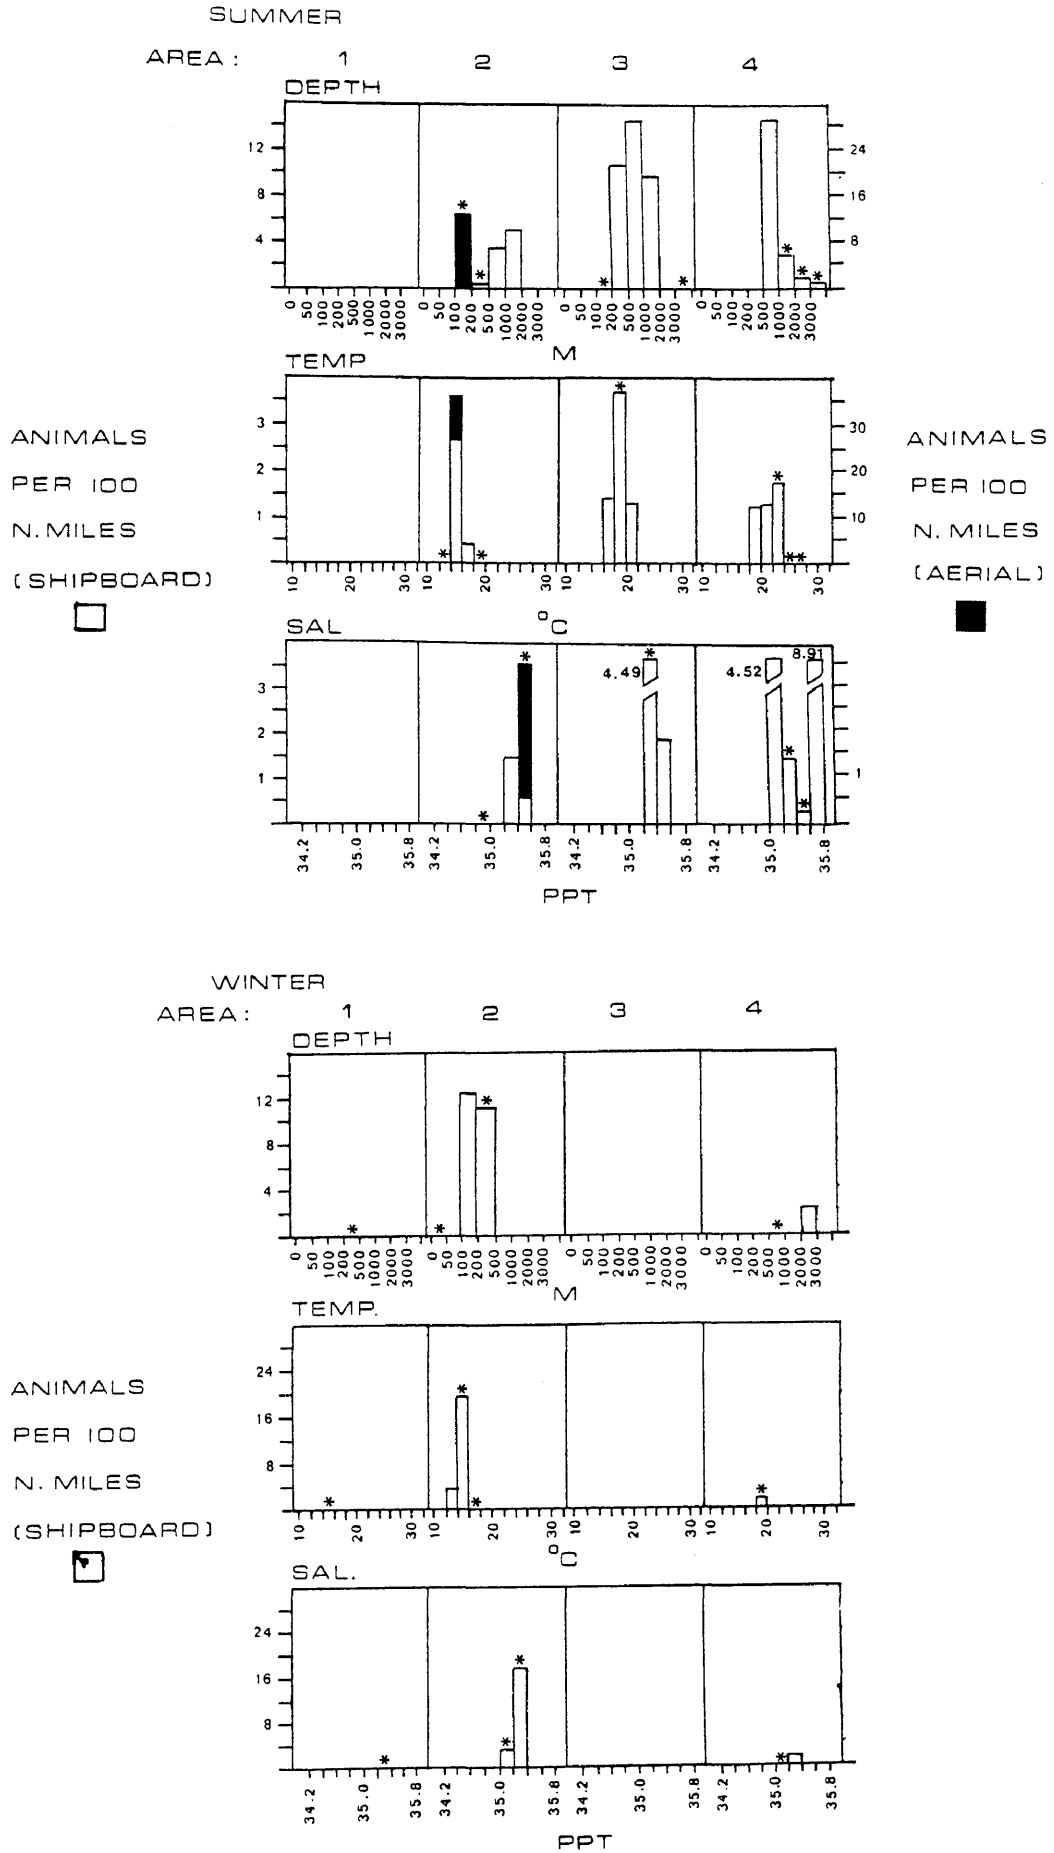 SUMMER
AREA: 1 2 3 4
DEPTH
12 24
8 16
4 8
* * * * * * *
0 50 100 200 500 1000 2000 3000 0 50 100 200 500 1000 2000 3000 0 50 100 200 500 1000 2000 3000 0 50 100 200 500 1000 2000 3000
M
TEMP
3 30
2 20
1 10
* * * * * *
10 20 30 10 20 30 10 20 30 10 20 30
°C
ANIMALS
PER 100
N. MILES
(SHIPBOARD)
ANIMALS
PER 100
N. MILES
(AERIAL)
SAL
4.49 4.52 8.91
3
2
1 1
* * * * *
34.2 35.0 35.8 34.2 35.0 35.8 34.2 35.0 35.8 34.2 35.0 35.8
PPT
WINTER
AREA: 1 2 3 4
DEPTH
12
8
4
* * * *
0 50 100 200 500 1000 2000 3000 0 50 100 200 500 1000 2000 3000 0 50 100 200 500 1000 2000 3000 0 50 100 200 500 1000 2000 3000
M
TEMP.
24
16
8
* * * *
10 20 30 10 20 30 10 20 30 10 20 30
°C
ANIMALS
PER 100
N. MILES
(SHIPBOARD)
SAL.
24
16
8
* * * *
34.2 35.0 35.8 34.2 35.0 35.8 34.2 35.0 35.8 34.2 35.0 35.8
PPT